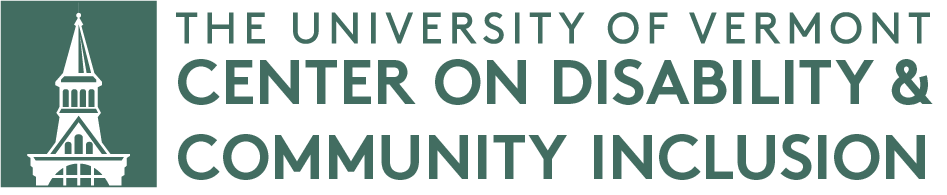 THE UNIVERSITY OF VERMONT
CENTER ON DISABILITY &
COMMUNITY INCLUSION